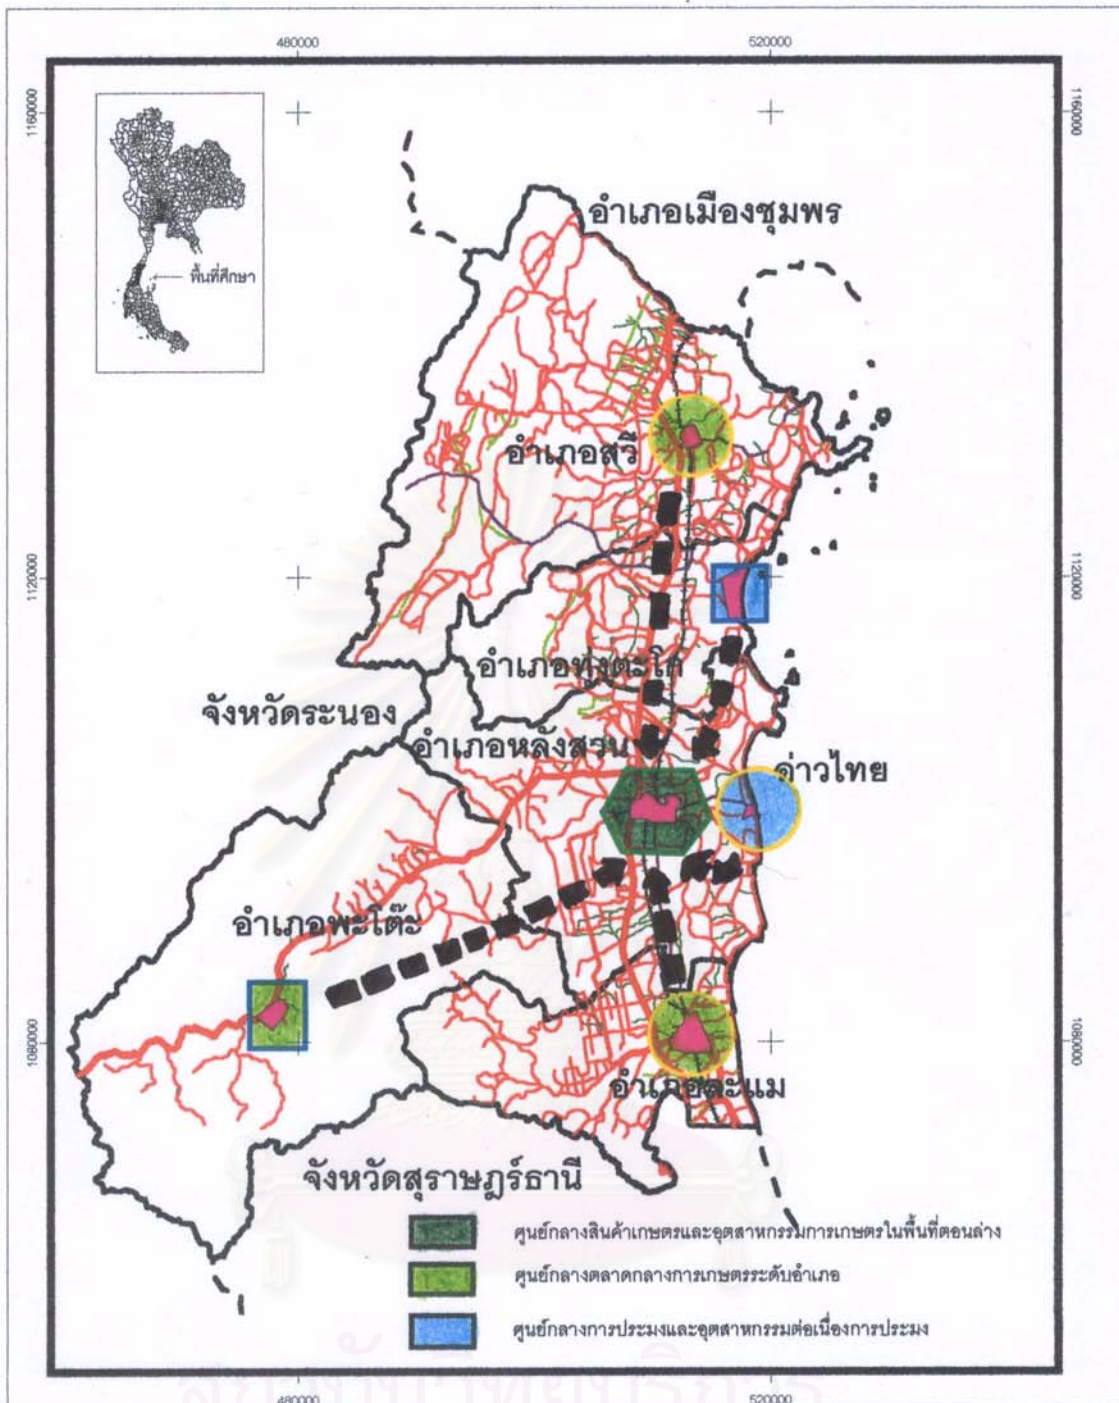 480000
520000
1160000
1160000
พื้นที่ศึกษา
อำเภอเมืองชุมพร
อำเภอสวี
1120000
1120000
อำเภอทุ่งตะโก
จังหวัดระนอง
อำเภอหลังสวน
อ่าวไทย
อำเภอพะโต๊ะ
1080000
1080000
อำเภอละแม
จังหวัดสุราษฎร์ธานี
ศูนย์กลางสินค้าเกษตรและอุตสาหกรรมการเกษตรในพื้นที่ตอนล่าง
ศูนย์กลางตลาดกลางการเกษตรระดับอำเภอ
ศูนย์กลางการประมงและอุตสาหกรรมต่อเนื่องการประมง
480000
520000